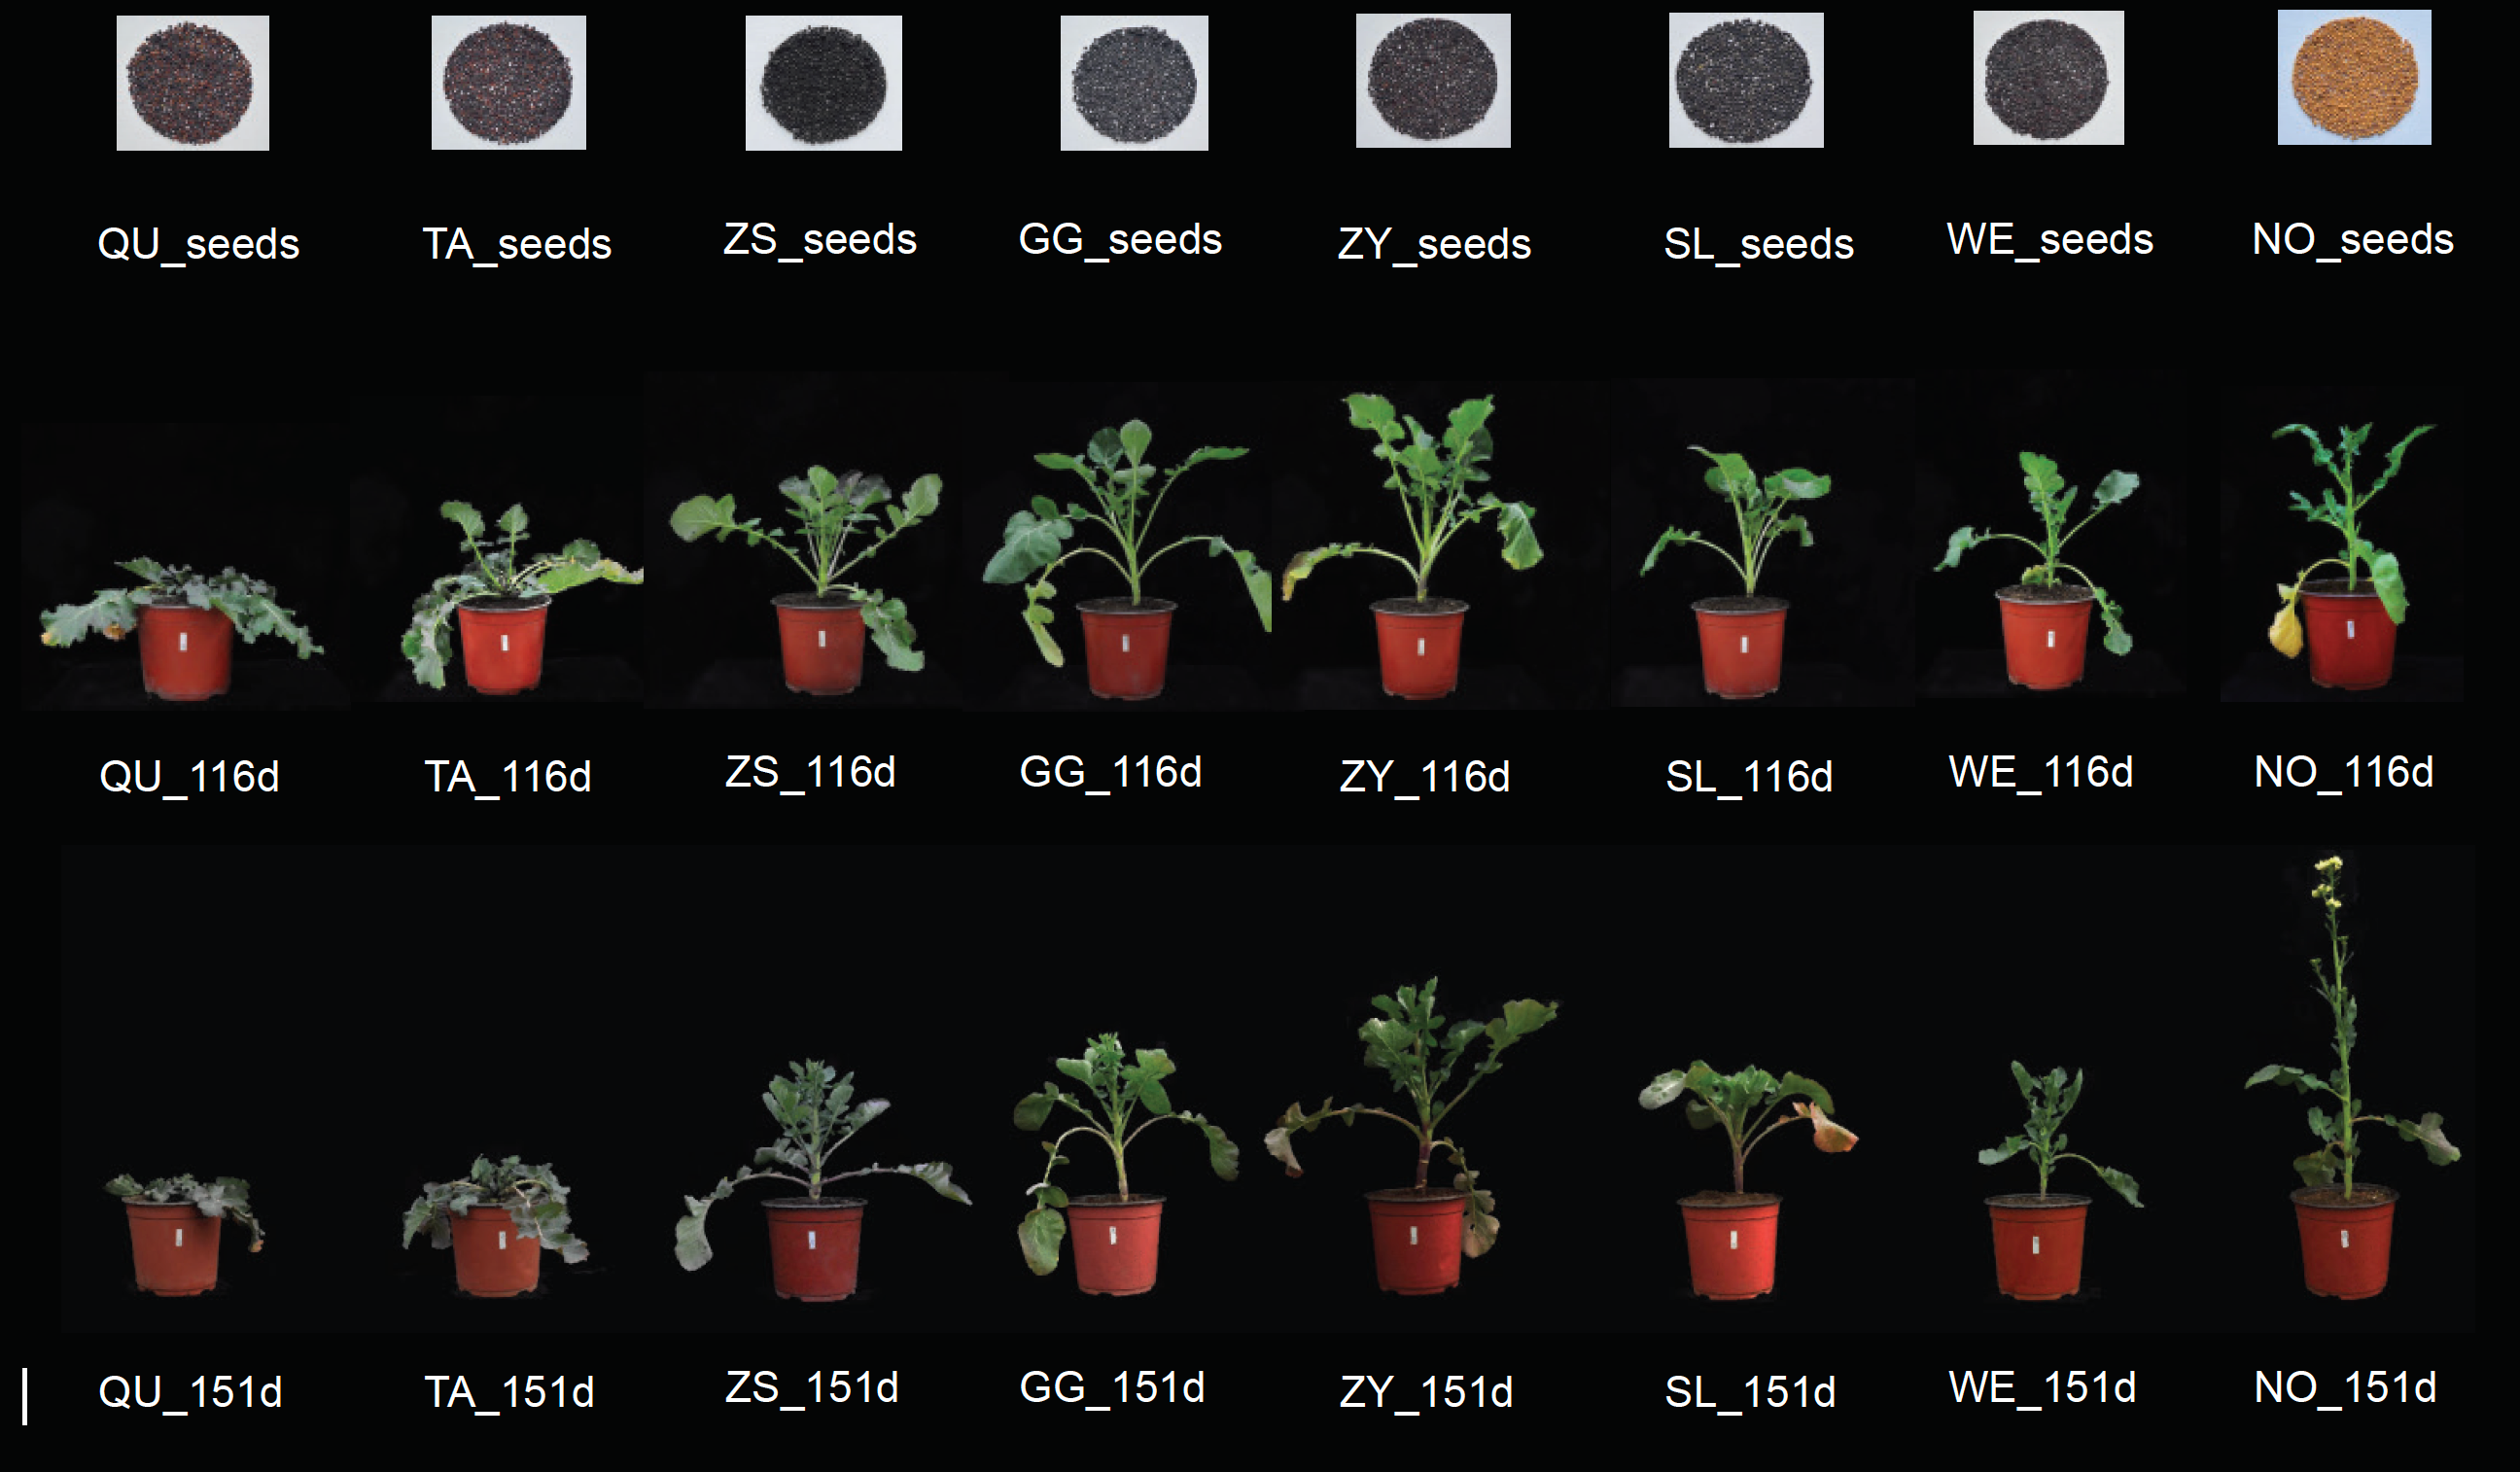 QU_seeds TA_seeds ZS_seeds GG_seeds ZY_seeds SL_seeds WE_seeds NO_seeds
QU_116d TA_116d ZS_116d GG_116d ZY_116d SL_116d WE_116d NO_116d
QU_151d TA_151d ZS_151d GG_151d ZY_151d SL_151d WE_151d NO_151d